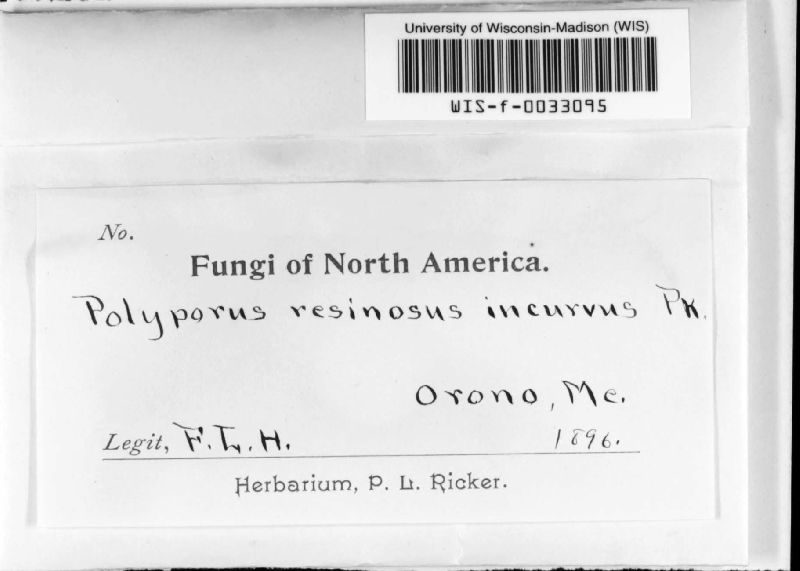 University of Wisconsin-Madison (WIS)
WIS-f-0033095
No.
Fungi of North America.
Polyporus resinosus incurvus Pk.
Orono, Me.
Legit, F. L. H. 1896.
Herbarium, P. L. Ricker.